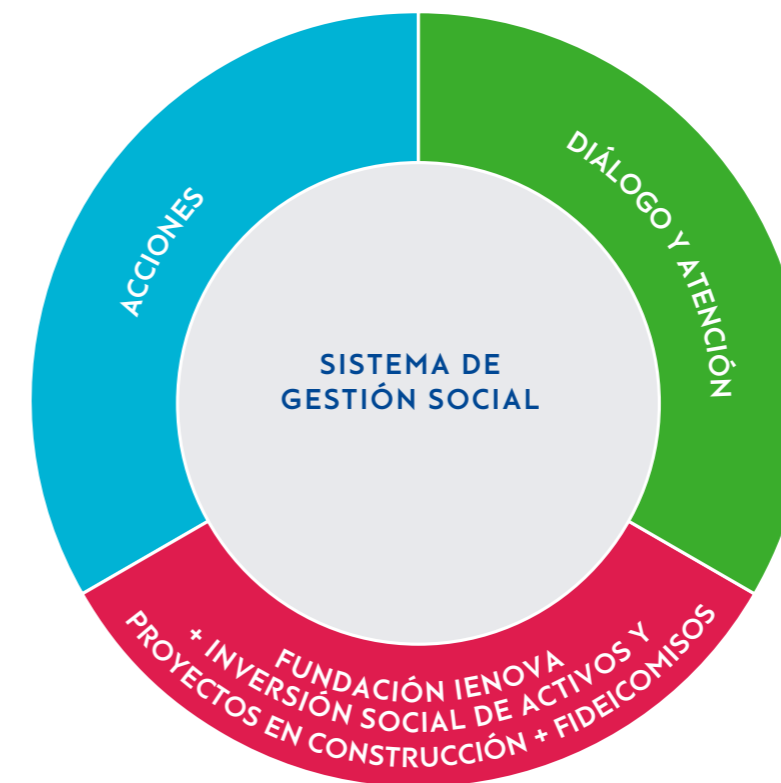 ACCIONES
DIÁLOGO Y ATENCIÓN
SISTEMA DE
GESTIÓN SOCIAL
FUNDACIÓN IENOVA
+ INVERSIÓN SOCIAL DE ACTIVOS Y
PROYECTOS EN CONSTRUCCIÓN + FIDEICOMISOS